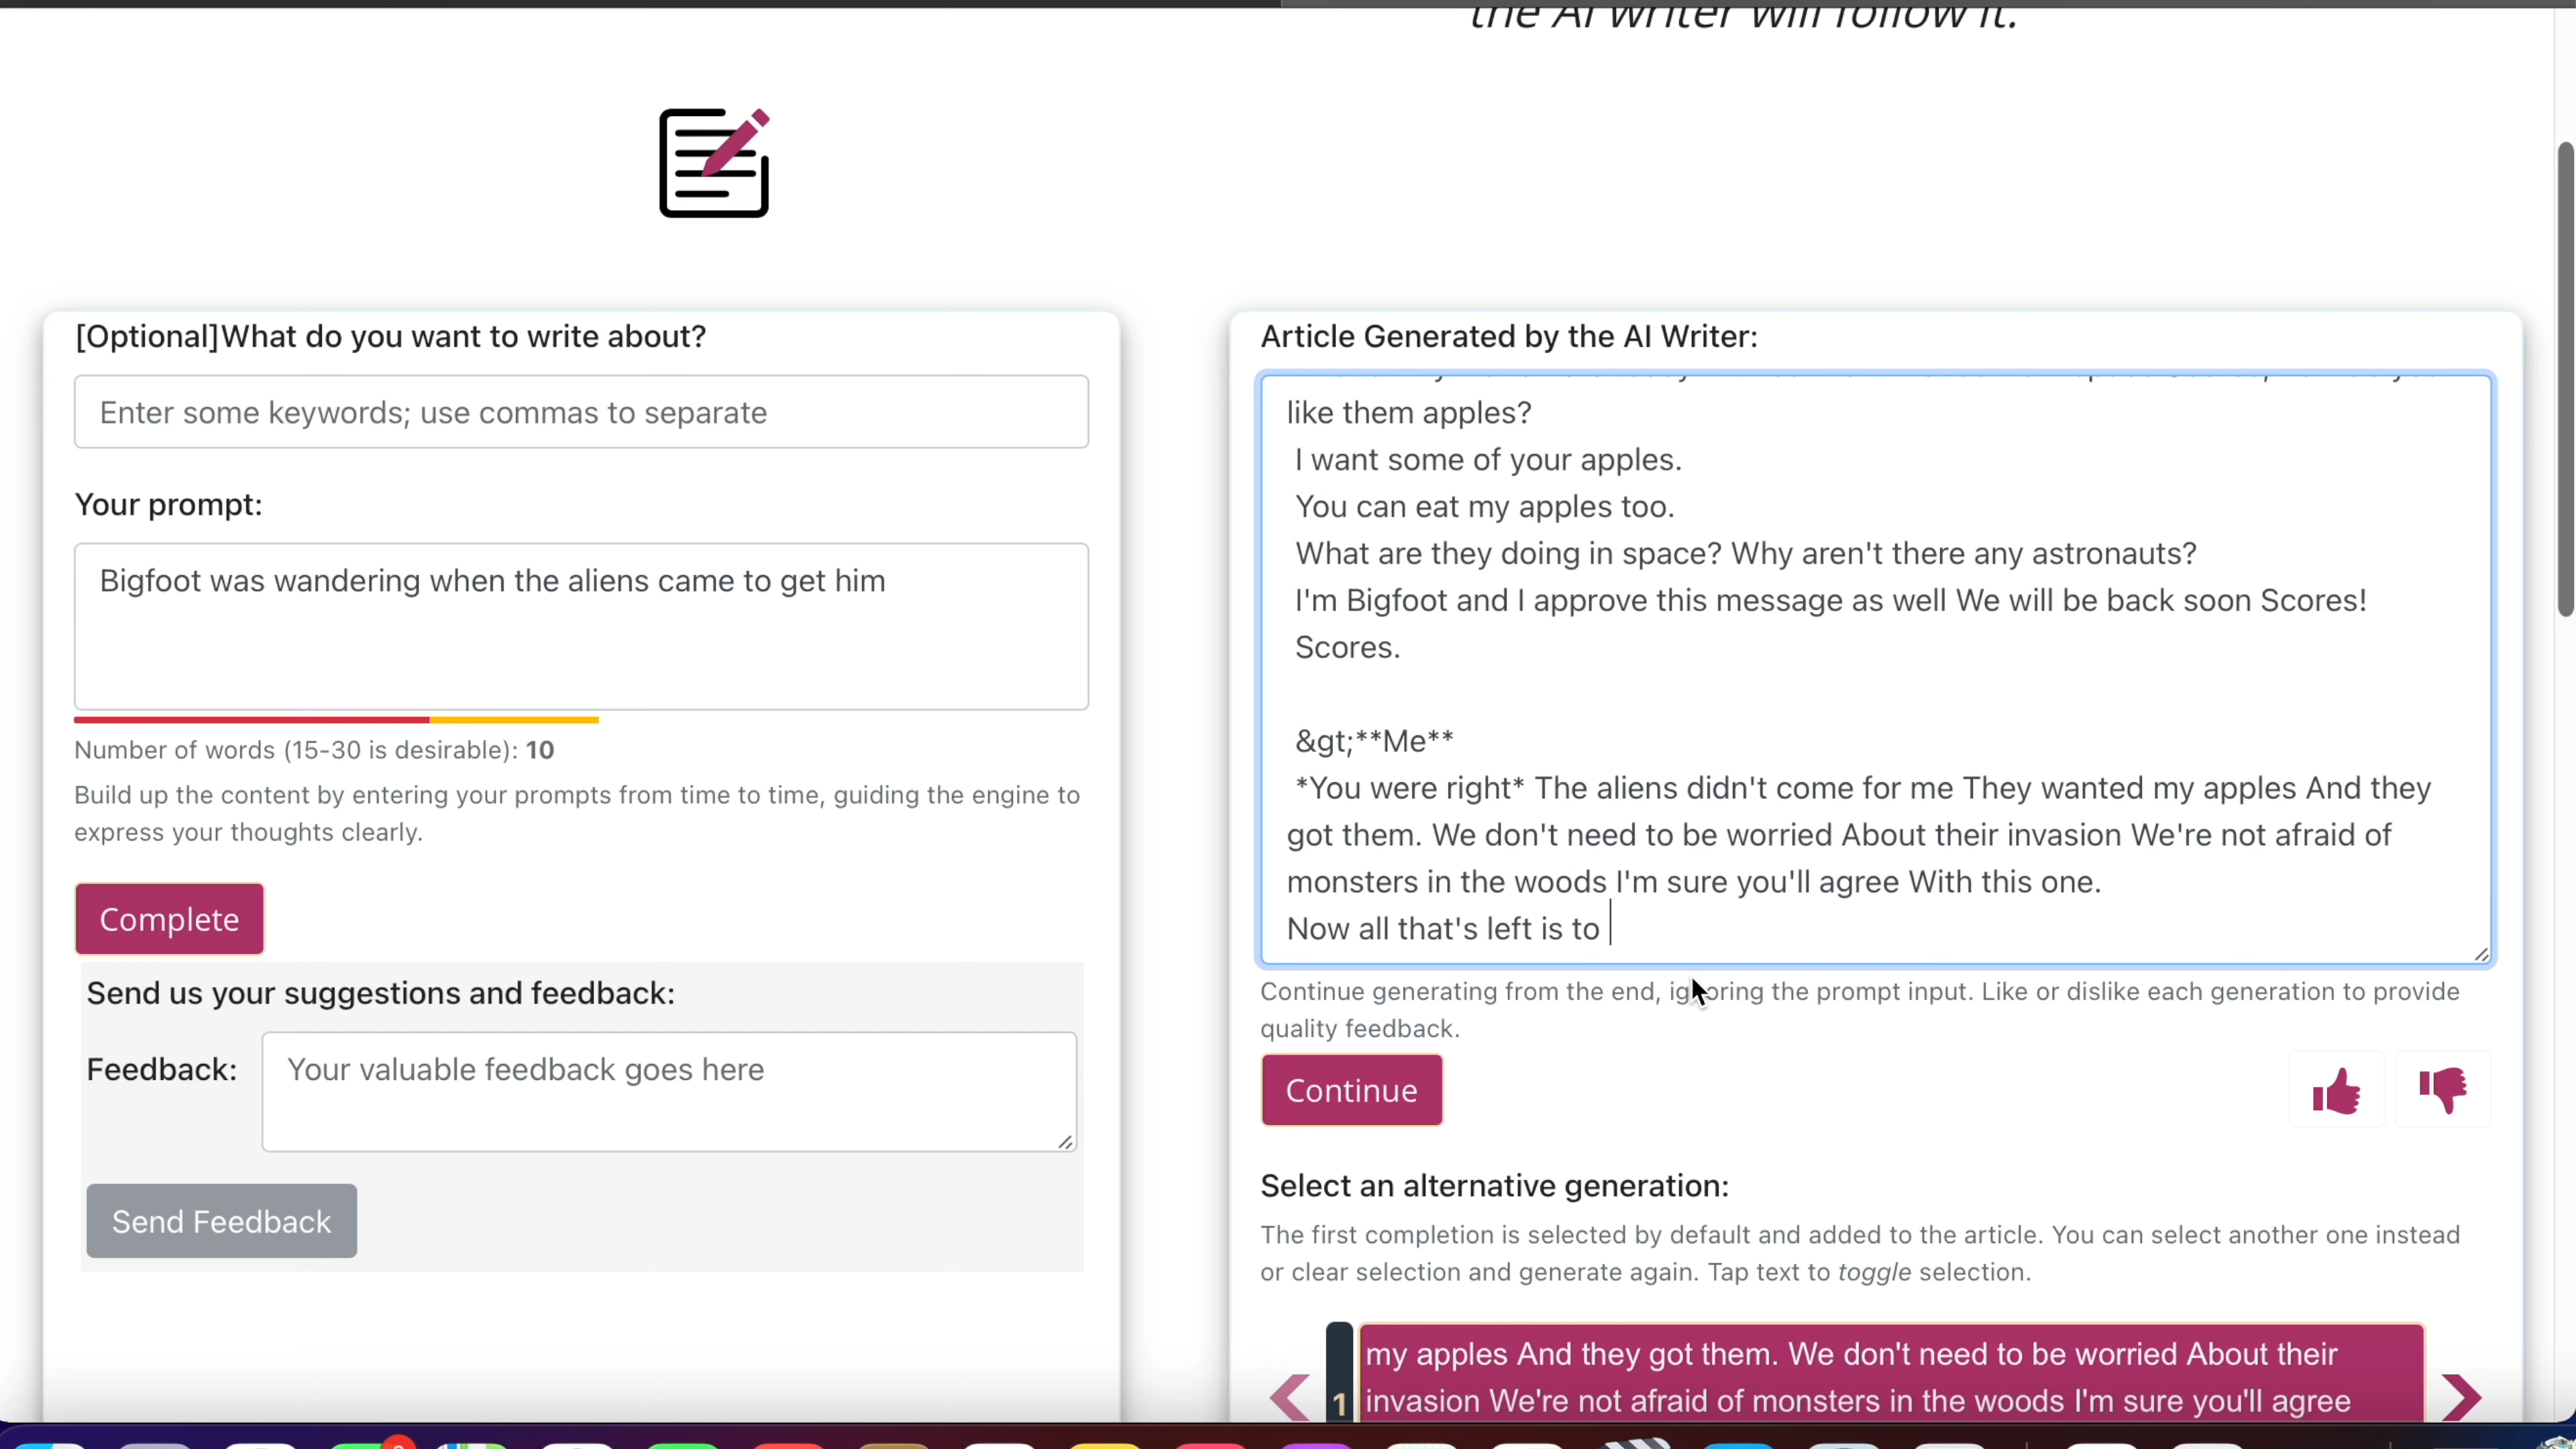 the AI writer will follow it.
[Optional]What do you want to write about?
Enter some keywords; use commas to separate
Your prompt:
Bigfoot was wandering when the aliens came to get him
Number of words (15-30 is desirable): 10
Build up the content by entering your prompts from time to time, guiding the engine to
express your thoughts clearly.
Complete
Send us your suggestions and feedback:
Feedback:
Your valuable feedback goes here
Send Feedback
Article Generated by the AI Writer:
like them apples?
I want some of your apples.
You can eat my apples too.
What are they doing in space? Why aren't there any astronauts?
I'm Bigfoot and I approve this message as well We will be back soon Scores!
Scores.
&gt;**Me**
*You were right* The aliens didn't come for me They wanted my apples And they
got them. We don't need to be worried About their invasion We're not afraid of
monsters in the woods I'm sure you'll agree With this one.
Now all that's left is to
Continue generating from the end, ignoring the prompt input. Like or dislike each generation to provide
quality feedback.
Continue
Select an alternative generation:
The first completion is selected by default and added to the article. You can select another one instead
or clear selection and generate again. Tap text to toggle selection.
my apples And they got them. We don't need to be worried About their
1 invasion We're not afraid of monsters in the woods I'm sure you'll agree